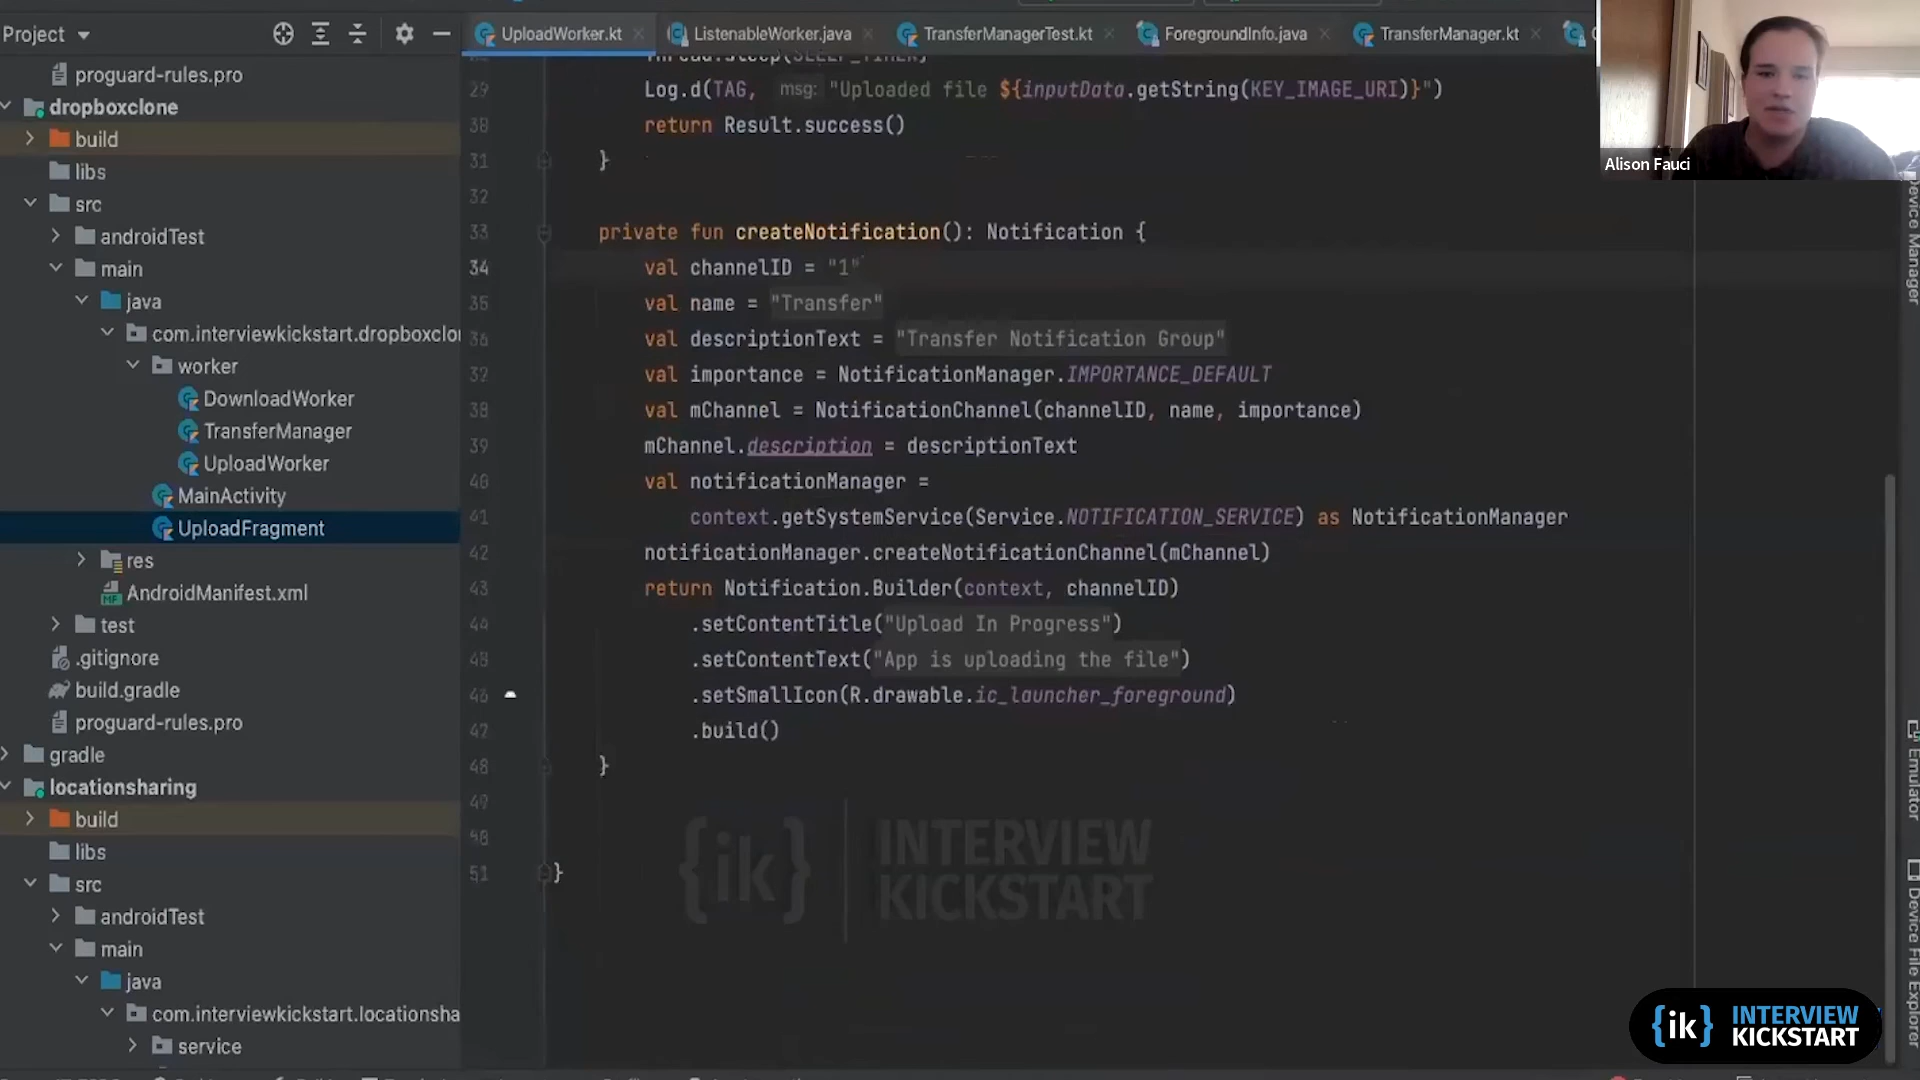 Project
UploadWorker.kt
ListenableWorker.java
TransferManagerTest.kt
ForegroundInfo.java
TransferManager.kt
proguard-rules.pro
dropboxclone
build
libs
src
androidTest
main
java
com.interviewkickstart.dropboxclo
worker
DownloadWorker
TransferManager
UploadWorker
MainActivity
UploadFragment
res
AndroidManifest.xml
test
.gitignore
build.gradle
proguard-rules.pro
gradle
locationsharing
build
libs
src
androidTest
main
java
com.interviewkickstart.locationsha
service
29 Log.d(TAG, msg: "Uploaded file ${inputData.getString(KEY_IMAGE_URI)}")
30 return Result.success()
31 }
32
33 private fun createNotification(): Notification {
34 val channelID = "1"
35 val name = "Transfer"
36 val descriptionText = "Transfer Notification Group"
37 val importance = NotificationManager.IMPORTANCE_DEFAULT
38 val mChannel = NotificationChannel(channelID, name, importance)
39 mChannel.description = descriptionText
40 val notificationManager =
41 context.getSystemService(Service.NOTIFICATION_SERVICE) as NotificationManager
42 notificationManager.createNotificationChannel(mChannel)
43 return Notification.Builder(context, channelID)
44 .setContentTitle("Upload In Progress")
45 .setContentText("App is uploading the file")
46 .setSmallIcon(R.drawable.ic_launcher_foreground)
47 .build()
48 }
49
51 }
{ik} INTERVIEW
KICKSTART
Alison Fauci
Device Manager
Emulator
Device File Explorer
{ik} INTERVIEW
KICKSTART